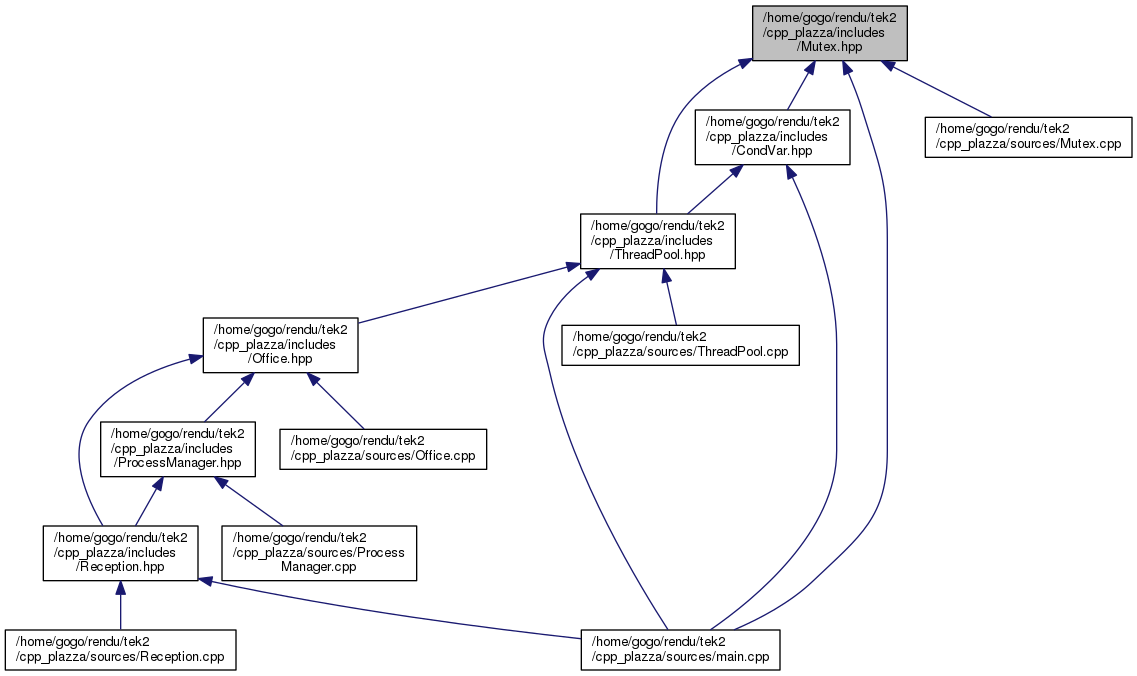 /home/gogo/rendu/tek2
/cpp_plazza/includes
/Mutex.hpp
/home/gogo/rendu/tek2
/cpp_plazza/includes
/CondVar.hpp
/home/gogo/rendu/tek2
/cpp_plazza/sources/Mutex.cpp
/home/gogo/rendu/tek2
/cpp_plazza/includes
/ThreadPool.hpp
/home/gogo/rendu/tek2
/cpp_plazza/includes
/Office.hpp
/home/gogo/rendu/tek2
/cpp_plazza/sources/ThreadPool.cpp
/home/gogo/rendu/tek2
/cpp_plazza/includes
/ProcessManager.hpp
/home/gogo/rendu/tek2
/cpp_plazza/sources/Office.cpp
/home/gogo/rendu/tek2
/cpp_plazza/includes
/Reception.hpp
/home/gogo/rendu/tek2
/cpp_plazza/sources/Process
Manager.cpp
/home/gogo/rendu/tek2
/cpp_plazza/sources/Reception.cpp
/home/gogo/rendu/tek2
/cpp_plazza/sources/main.cpp